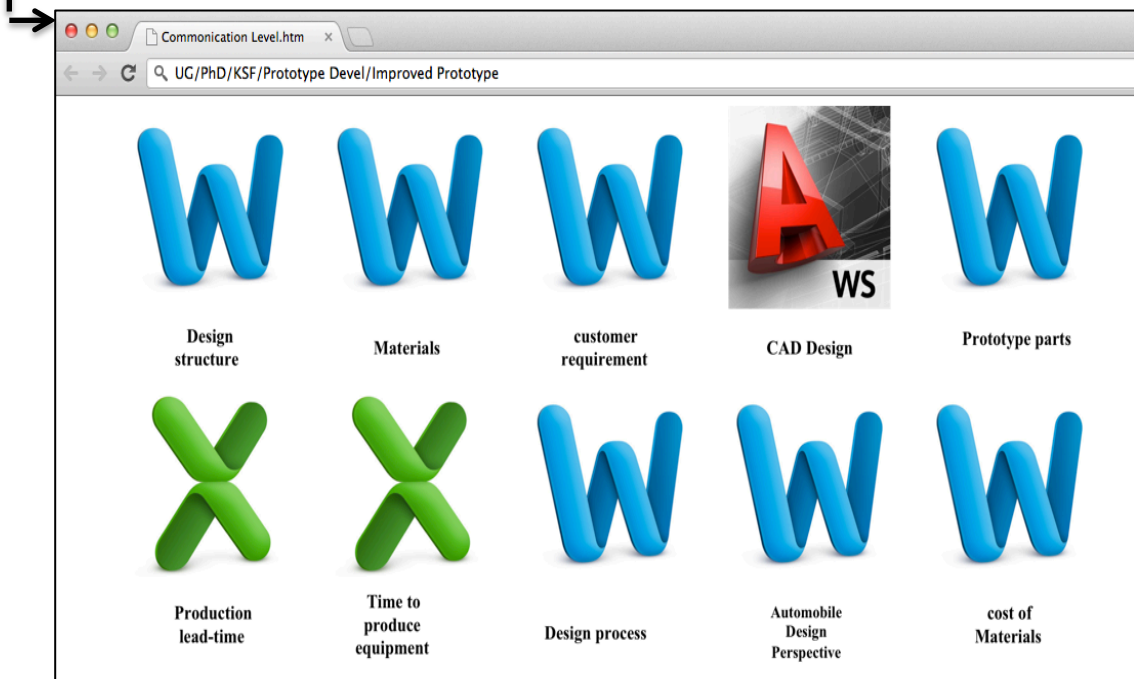 Commonication Level.htm
UG/PhD/KSF/Prototype Devel/Improved Prototype
WS
Design
structure
Materials
customer
requirement
CAD Design
Prototype parts
Production
lead-time
Time to
produce
equipment
Design process
Automobile
Design
Perspective
cost of
Materials